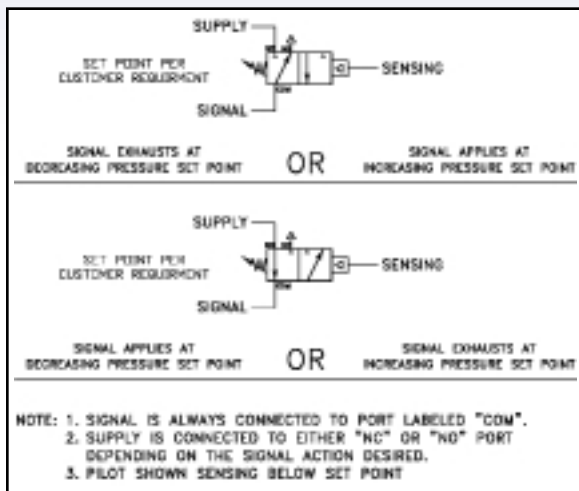 SUPPLY
SET POINT PER
CUSTOMER REQUIRMENT
SENSING
SIGNAL
SIGNAL EXHAUSTS AT
DECREASING PRESSURE SET POINT
OR
SIGNAL APPLIES AT
INCREASING PRESSURE SET POINT
SUPPLY
SET POINT PER
CUSTOMER REQUIRMENT
SENSING
SIGNAL
SIGNAL APPLIES AT
DECREASING PRESSURE SET POINT
OR
SIGNAL EXHAUSTS AT
INCREASING PRESSURE SET POINT
NOTE: 1. SIGNAL IS ALWAYS CONNECTED TO PORT LABELED "COM".
2. SUPPLY IS CONNECTED TO EITHER "NC" OR "NO" PORT
DEPENDING ON THE SIGNAL ACTION DESIRED.
3. PILOT SHOWN SENSING BELOW SET POINT